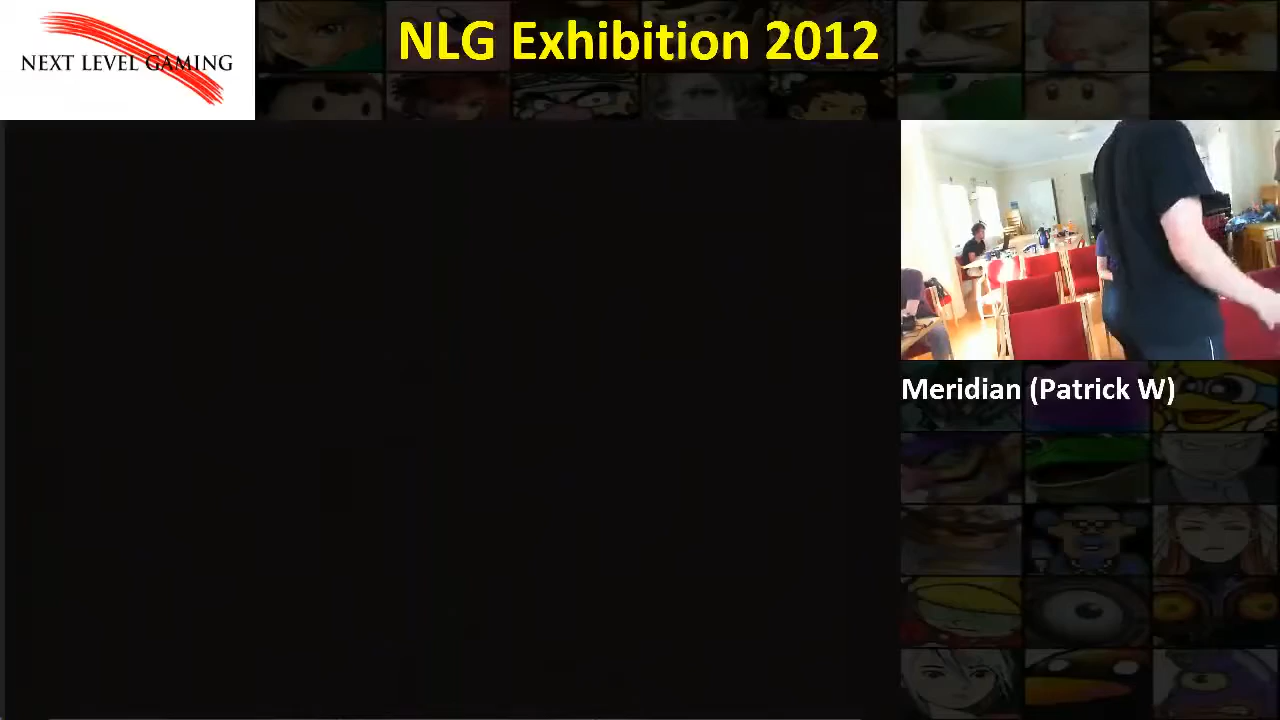 NEXT LEVEL GAMING
NLG Exhibition 2012
Meridian (Patrick W)